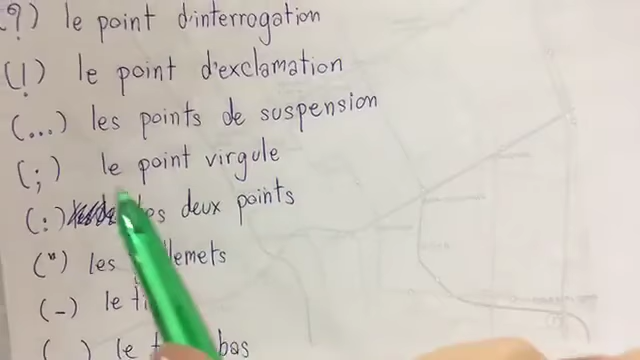 (?) le point d'interrogation
(!) le point d'exclamation
(...) les points de suspension
(;) le point virgule
(:) deux points
(") les
(-) le
(_) le bas